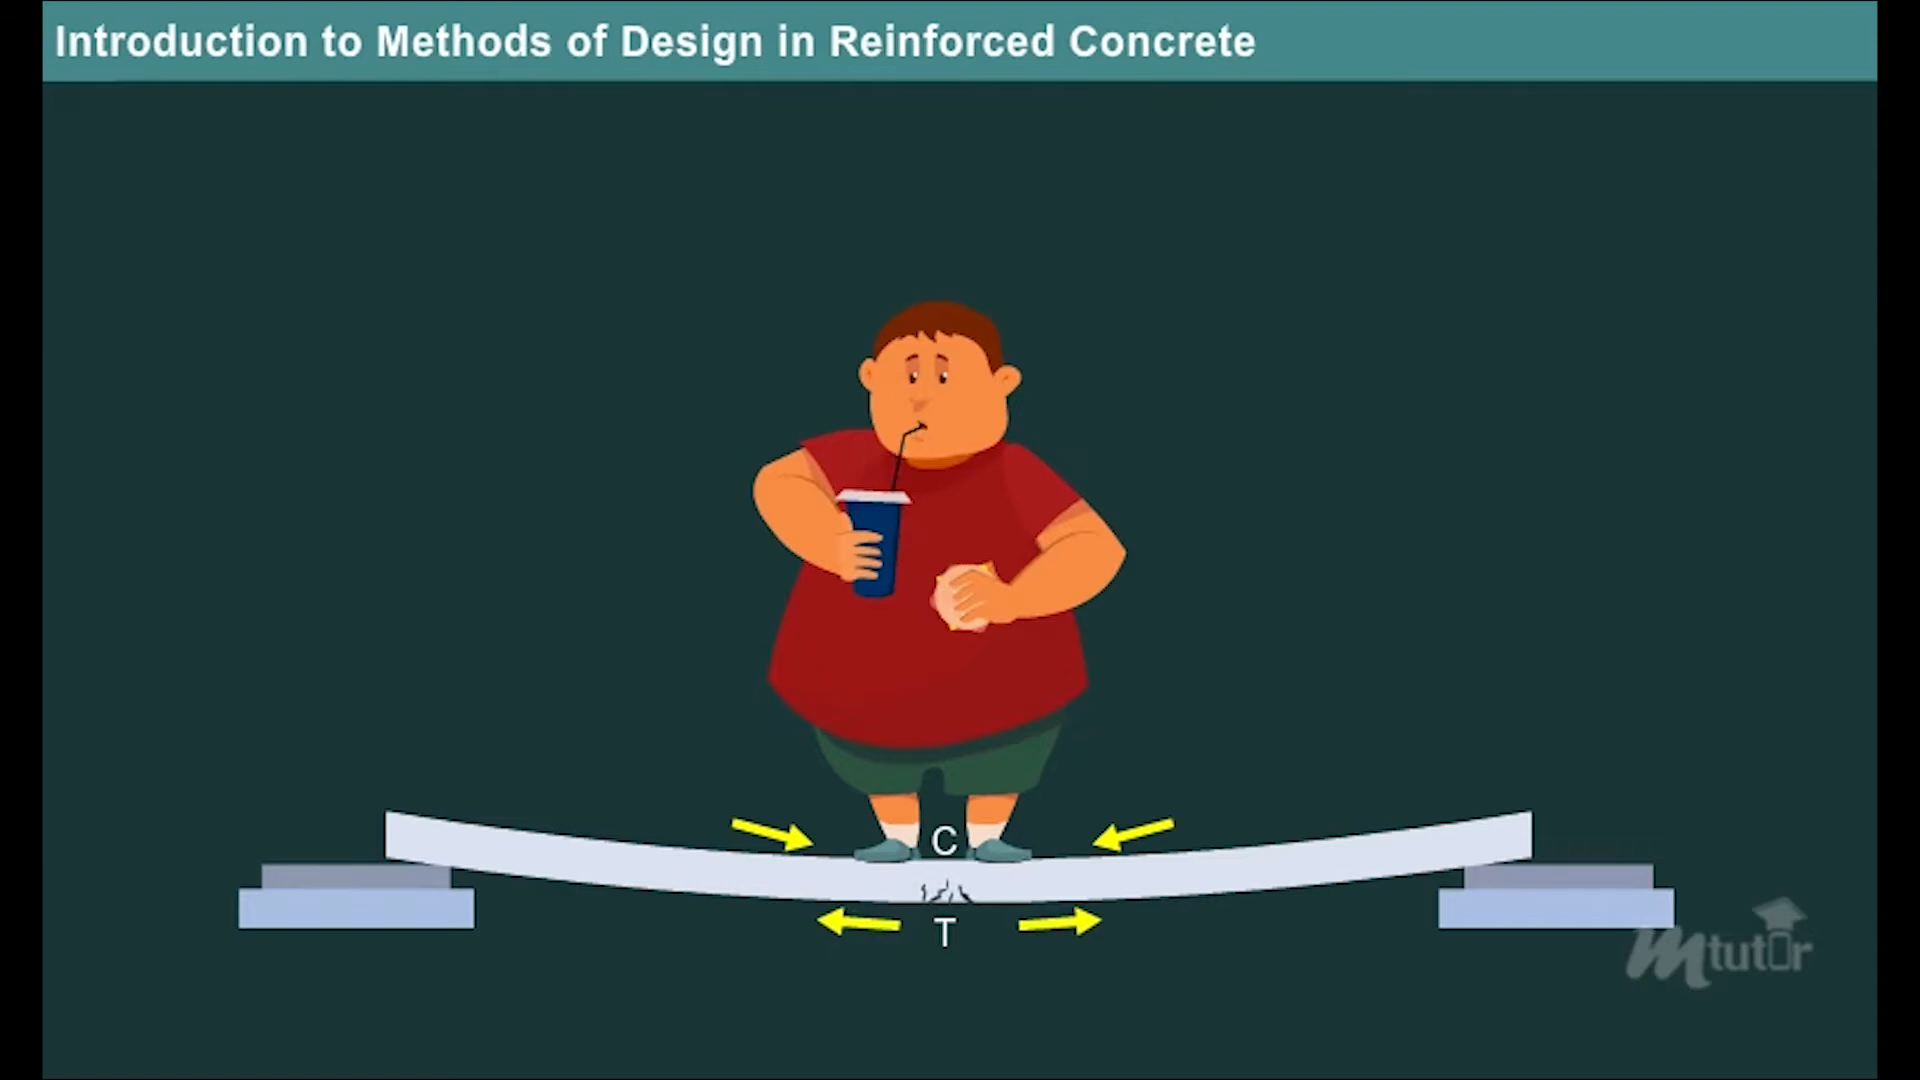 Introduction to Methods of Design in Reinforced Concrete
C
T
Mtutor